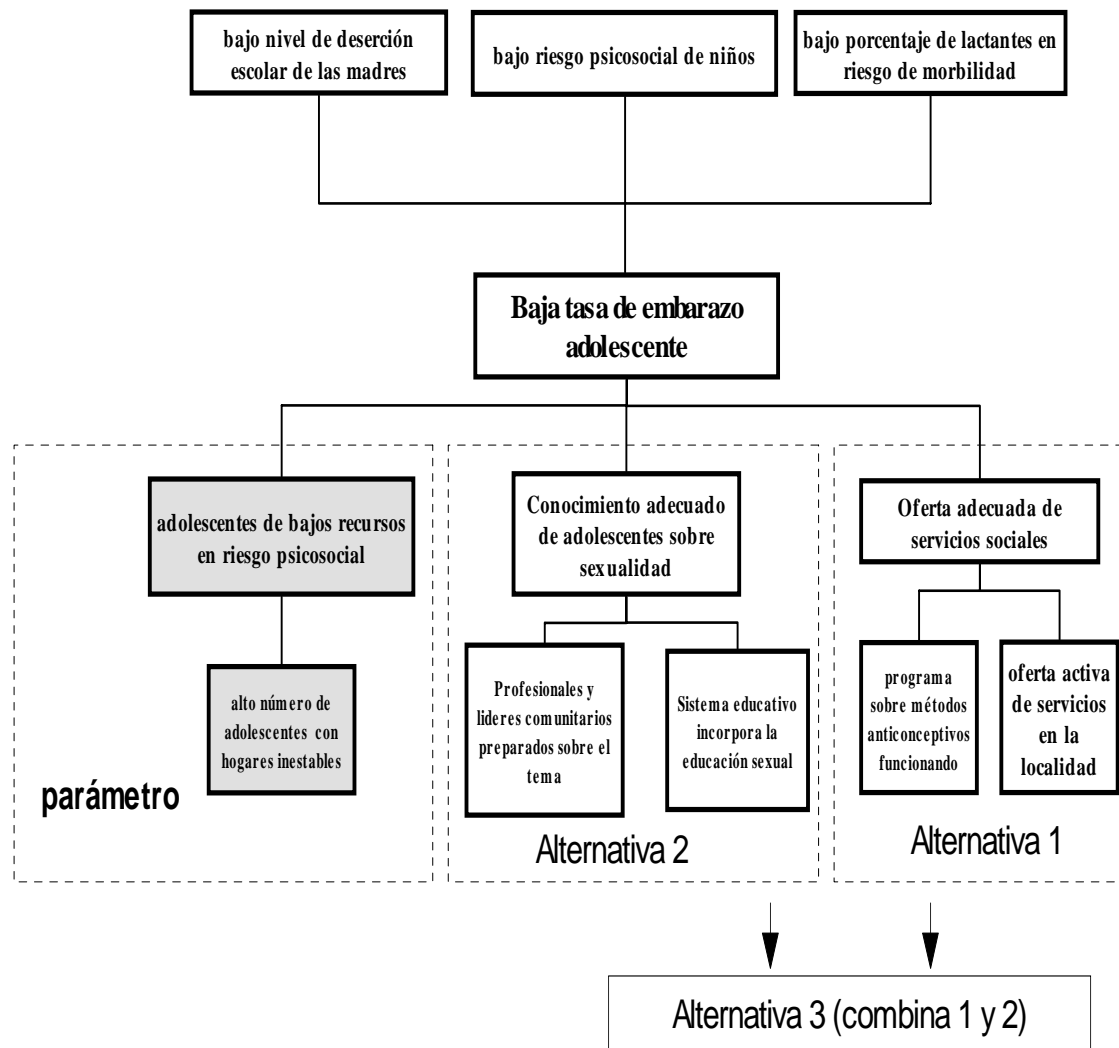 bajo nivel de deserción
escolar de las madres
bajo riesgo psicosocial de niños
bajo porcentaje de lactantes en
riesgo de morbilidad
Baja tasa de embarazo
adolescente
adolescentes de bajos recursos
en riesgo psicosocial
Conocimiento adecuado
de adolescentes sobre
sexualidad
Oferta adecuada de
servicios sociales
alto número de
adolescentes con
hogares inestables
Profesionales y
lideres comunitarios
preparados sobre el
tema
Sistema educativo
incorpora la
educación sexual
programa
sobre métodos
anticonceptivos
funcionando
oferta activa
de servicios
en la
localidad
parámetro
Alternativa 2
Alternativa 1
Alternativa 3 (combina 1 y 2)